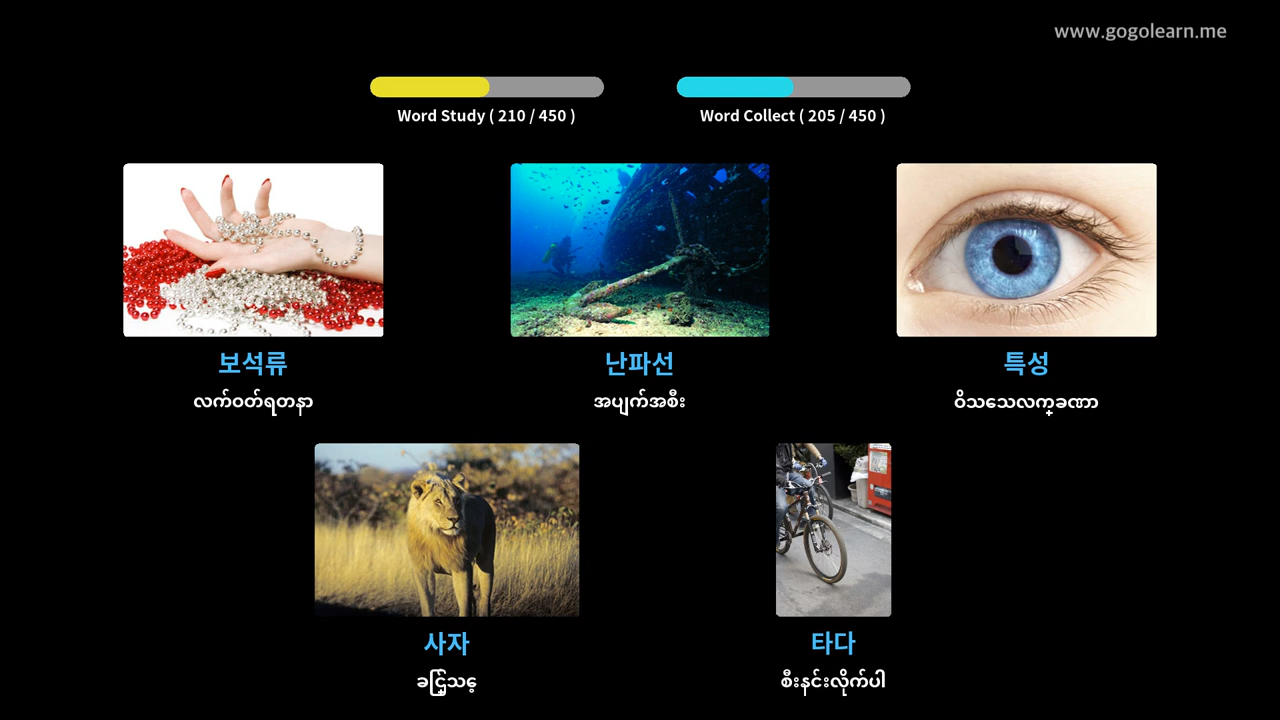 www.gogolearn.me
Word Study ( 210 / 450 )
Word Collect ( 205 / 450 )
보석류
난파선
특성
လက်ဝတ်ရတနာ
အပျက်အစီး
ဝိသသေလက္ခဏာ
사자
타다
ခြင်္သေ့
စီးနင်းလိုက်ပါ